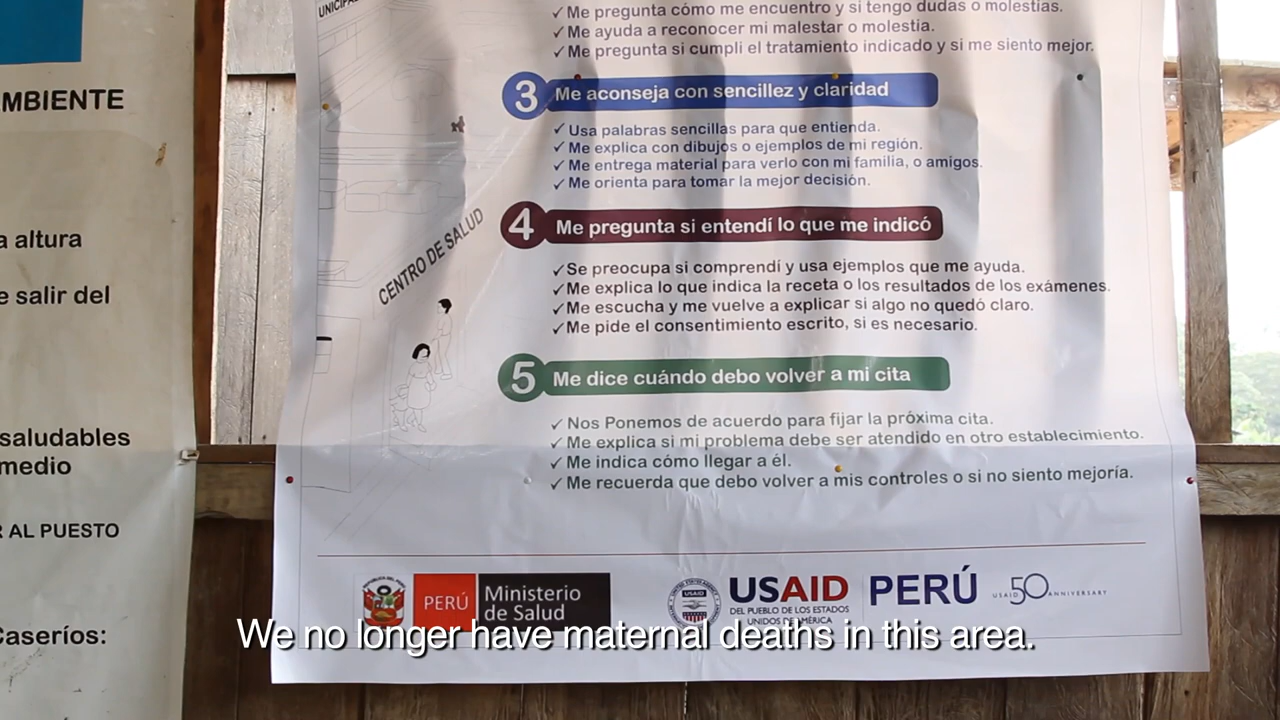 MBIENTE
a altura
e salir del
saludables
medio
AL PUESTO
Caseríos:
Me pregunta cómo me encuentro y si tengo dudas o molestias.
✓ Me ayuda a reconocer mi malestar o molestia.
✓ Me pregunta si cumplí el tratamiento indicado y si me siento mejor.
3 Me aconseja con sencillez y claridad
✓ Usa palabras sencillas para que entienda.
✓ Me explica con dibujos o ejemplos de mi región.
✓ Me entrega material para verlo con mi familia, o amigos.
✓ Me orienta para tomar la mejor decisión.
CENTRO DE SALUD
4 Me pregunta si entendí lo que me indicó
✓ Se preocupa si comprendí y usa ejemplos que me ayuda.
✓ Me explica lo que indica la receta o los resultados de los exámenes.
✓ Me escucha y me vuelve a explicar si algo no quedó claro.
✓ Me pide el consentimiento escrito, si es necesario.
5 Me dice cuándo debo volver a mi cita
✓ Nos Ponemos de acuerdo para fijar la próxima cita.
✓ Me explica si mi problema debe ser atendido en otro establecimiento.
✓ Me indica cómo llegar a él.
✓ Me recuerda que debo volver a mis controles o si no siento mejoría.
PERÚ
Ministerio
de Salud
USAID
DEL PUEBLO DE LOS ESTADOS
UNIDOS DE AMÉRICA
PERÚ
USAID 50 ANNIVERSARY
We no longer have maternal deaths in this area.